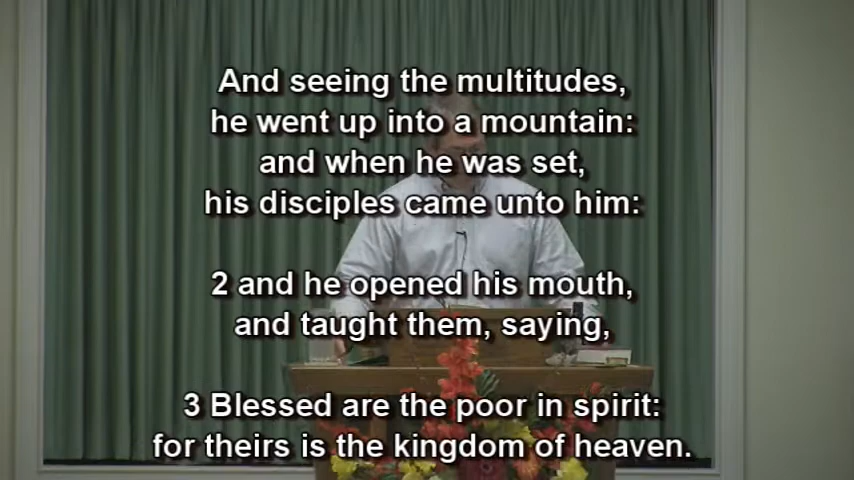 And seeing the multitudes,
he went up into a mountain:
and when he was set,
his disciples came unto him:
2 and he opened his mouth,
and taught them, saying,
3 Blessed are the poor in spirit:
for theirs is the kingdom of heaven.